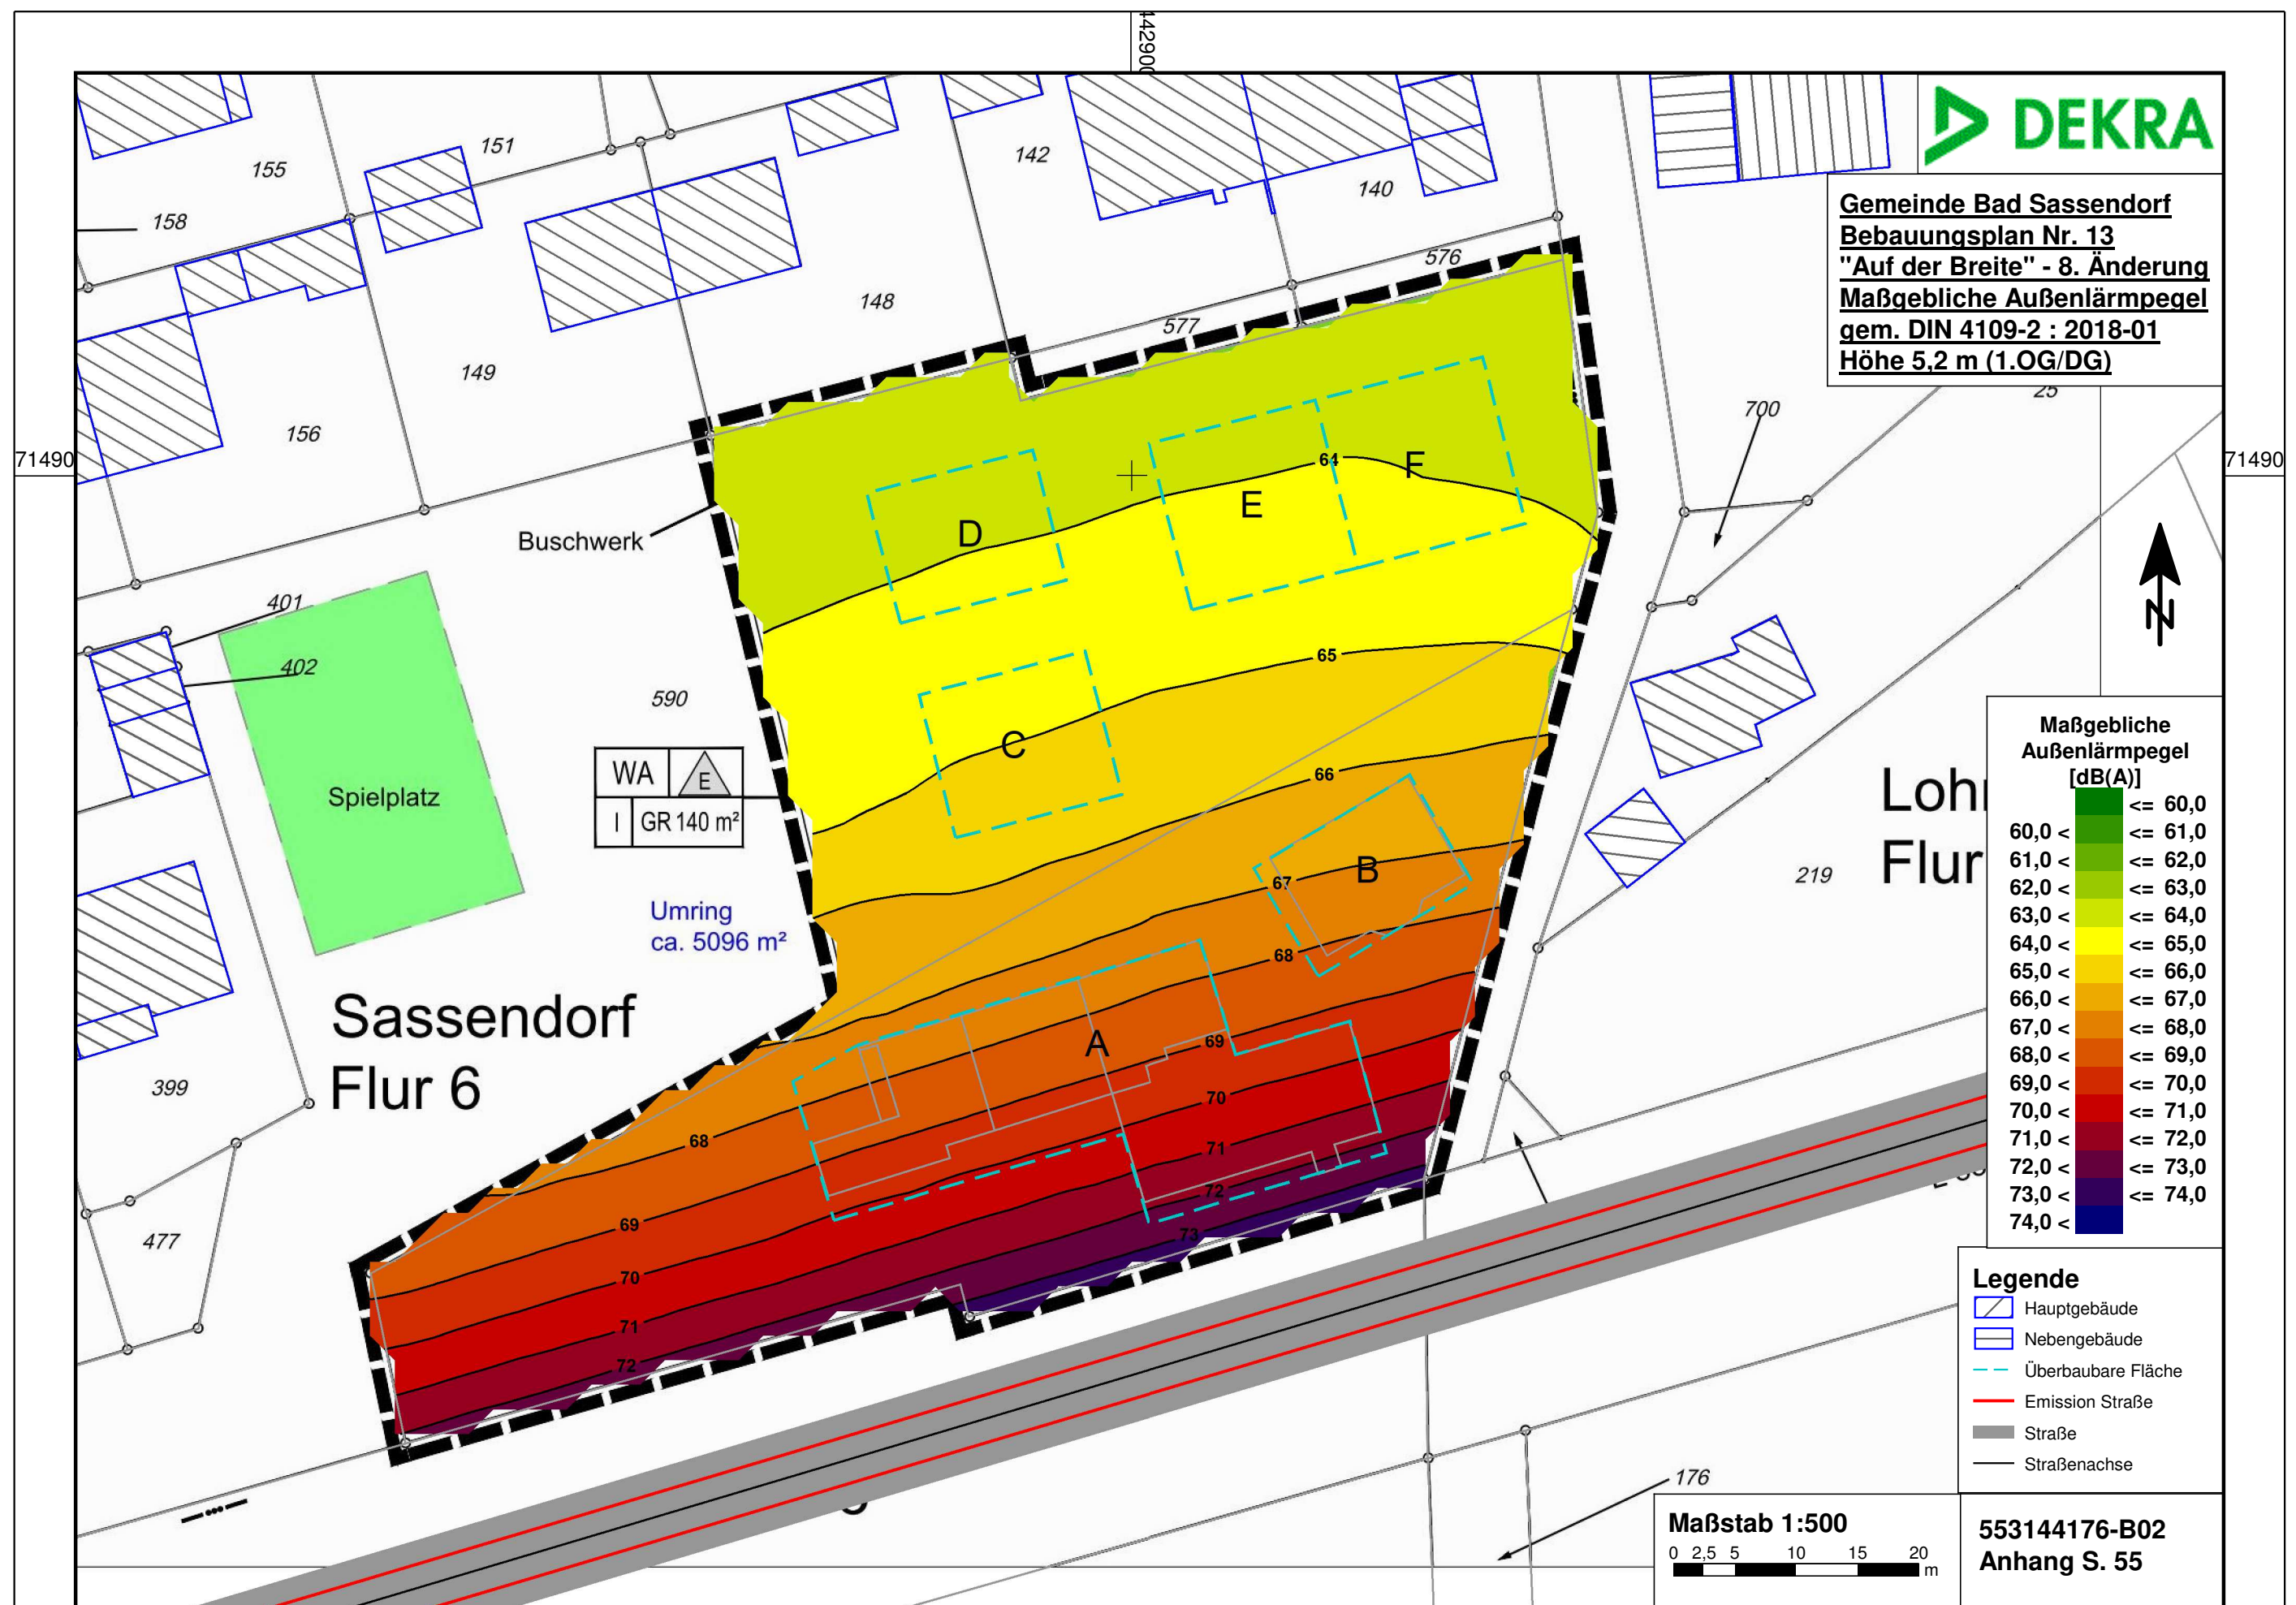 442900
DEKRA
Gemeinde Bad Sassendorf
Bebauungsplan Nr. 13
"Auf der Breite" - 8. Änderung
Maßgebliche Außenlärmpegel
gem. DIN 4109-2 : 2018-01
Höhe 5,2 m (1.OG/DG)
151
155
158
142
140
576
148
577
149
156
700
25
71490
71490
64
F
E
D
Buschwerk
401
402
65
590
C
66
WA
E
I
GR 140 m²
Spielplatz
B
67
219
Umring
ca. 5096 m²
68
Sassendorf
Flur 6
A
69
70
399
68
71
72
69
73
477
70
71
72
176
Loh
Flur
Maßgebliche
Außenlärmpegel
[dB(A)]
<= 60,0
60,0 < <= 61,0
61,0 < <= 62,0
62,0 < <= 63,0
63,0 < <= 64,0
64,0 < <= 65,0
65,0 < <= 66,0
66,0 < <= 67,0
67,0 < <= 68,0
68,0 < <= 69,0
69,0 < <= 70,0
70,0 < <= 71,0
71,0 < <= 72,0
72,0 < <= 73,0
73,0 < <= 74,0
74,0 <
N
Legende
Hauptgebäude
Nebengebäude
Überbaubare Fläche
Emission Straße
Straße
Straßenachse
Maßstab 1:500
0 2,5 5 10 15 20
m
553144176-B02
Anhang S. 55